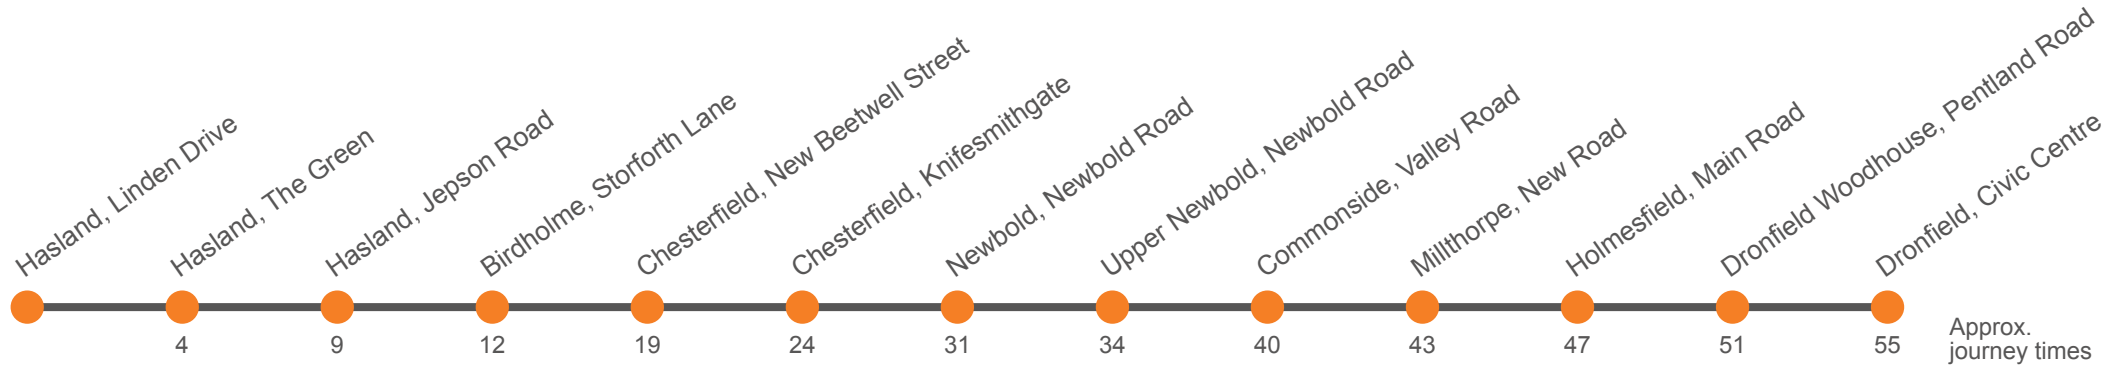 Hasland, Linden Drive
Hasland, The Green
Hasland, Jepson Road
Birdholme, Storforth Lane
Chesterfield, New Beetwell Street
Chesterfield, Knifesmithgate
Newbold, Newbold Road
Upper Newbold, Newbold Road
Commonside, Valley Road
Millthorpe, New Road
Holmesfield, Main Road
Dronfield Woodhouse, Pentland Road
Dronfield, Civic Centre
4 9 12 19 24 31 34 40 43 47 51 55
Approx.
journey times